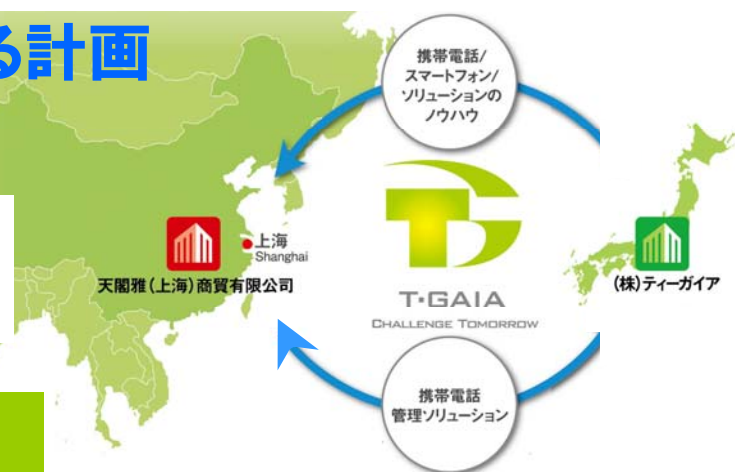 る計画
携帯電話/
スマートフォン/
ソリューションの
ノウハウ
上海
Shanghai
天閣雅(上海)商貿有限公司
(株)ティーガイア
T•GAIA
CHALLENGE TOMORROW
携帯電話
管理ソリューション